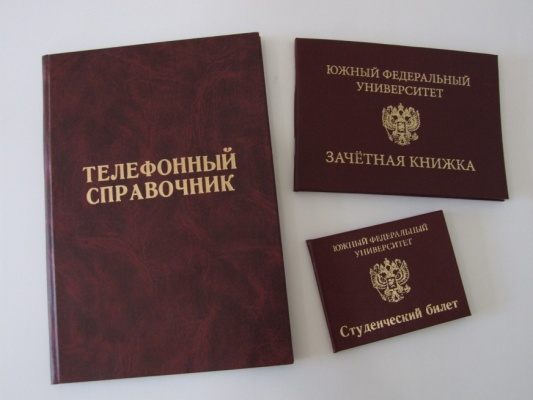 ТЕЛЕФОННЫЙ
СПРАВОЧНИК
ЮЖНЫЙ ФЕДЕРАЛЬНЫЙ
УНИВЕРСИТЕТ
ЗАЧЁТНАЯ КНИЖКА
ЮЖНЫЙ ФЕДЕРАЛЬНЫЙ
УНИВЕРСИТЕТ
Студенческий билет